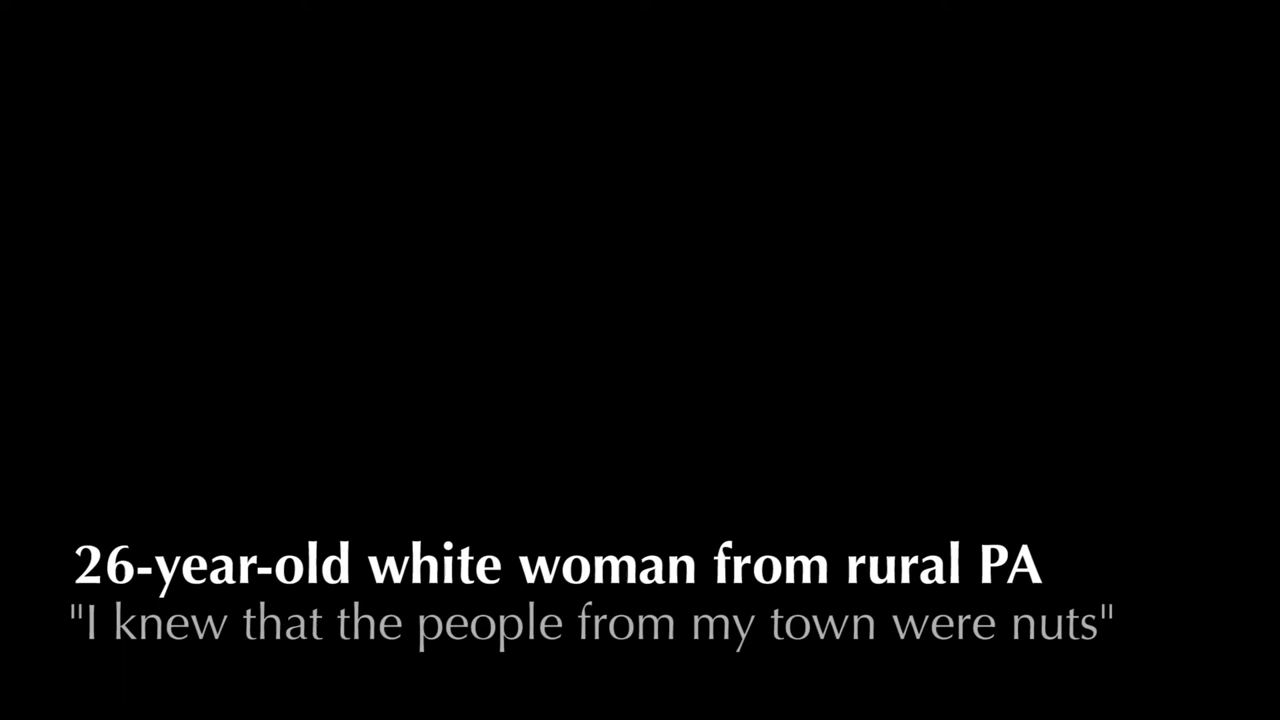 26-year-old white woman from rural PA
"I knew that the people from my town were nuts"